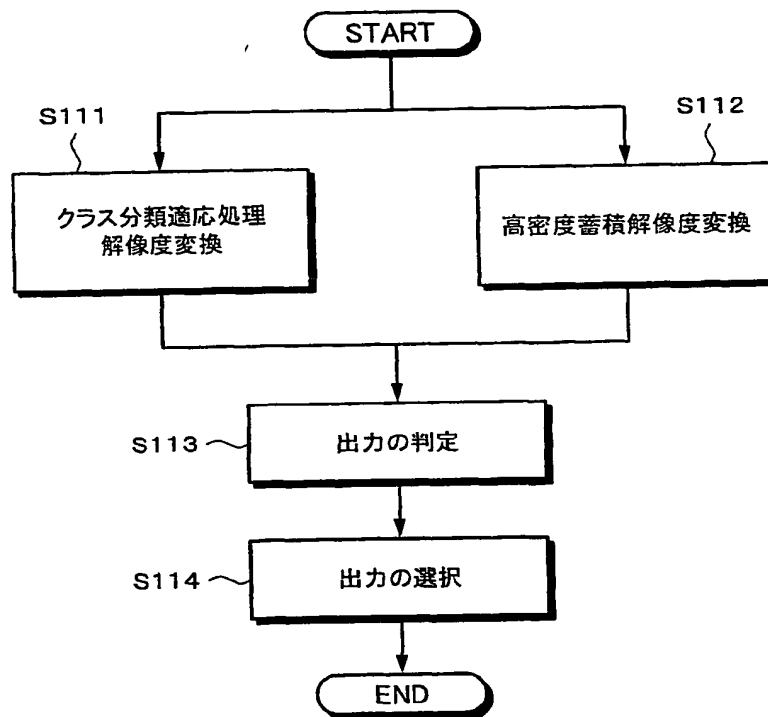 START
S111
S112
クラス分類適応処理
解像度変換
高密度蓄積解像度変換
S113
出力の判定
S114
出力の選択
END